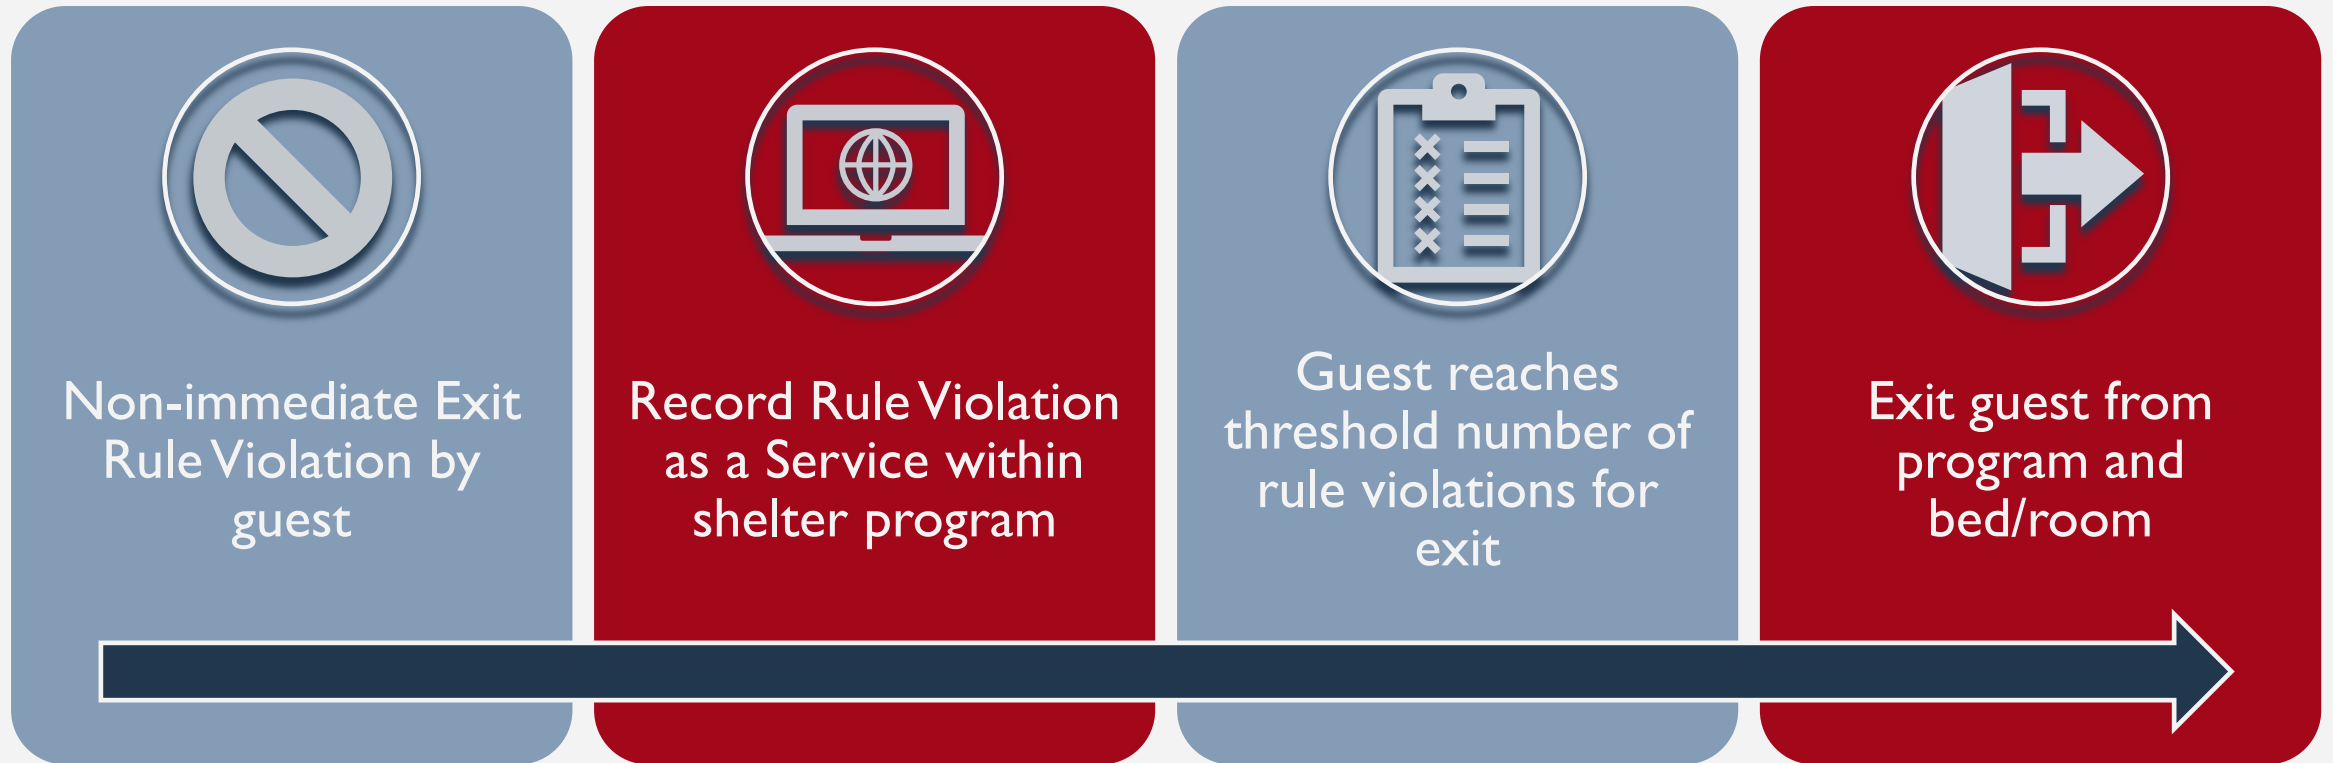 Non-immediate Exit
Rule Violation by
guest
Record Rule Violation
as a Service within
shelter program
Guest reaches
threshold number of
rule violations for
exit
Exit guest from
program and
bed/room